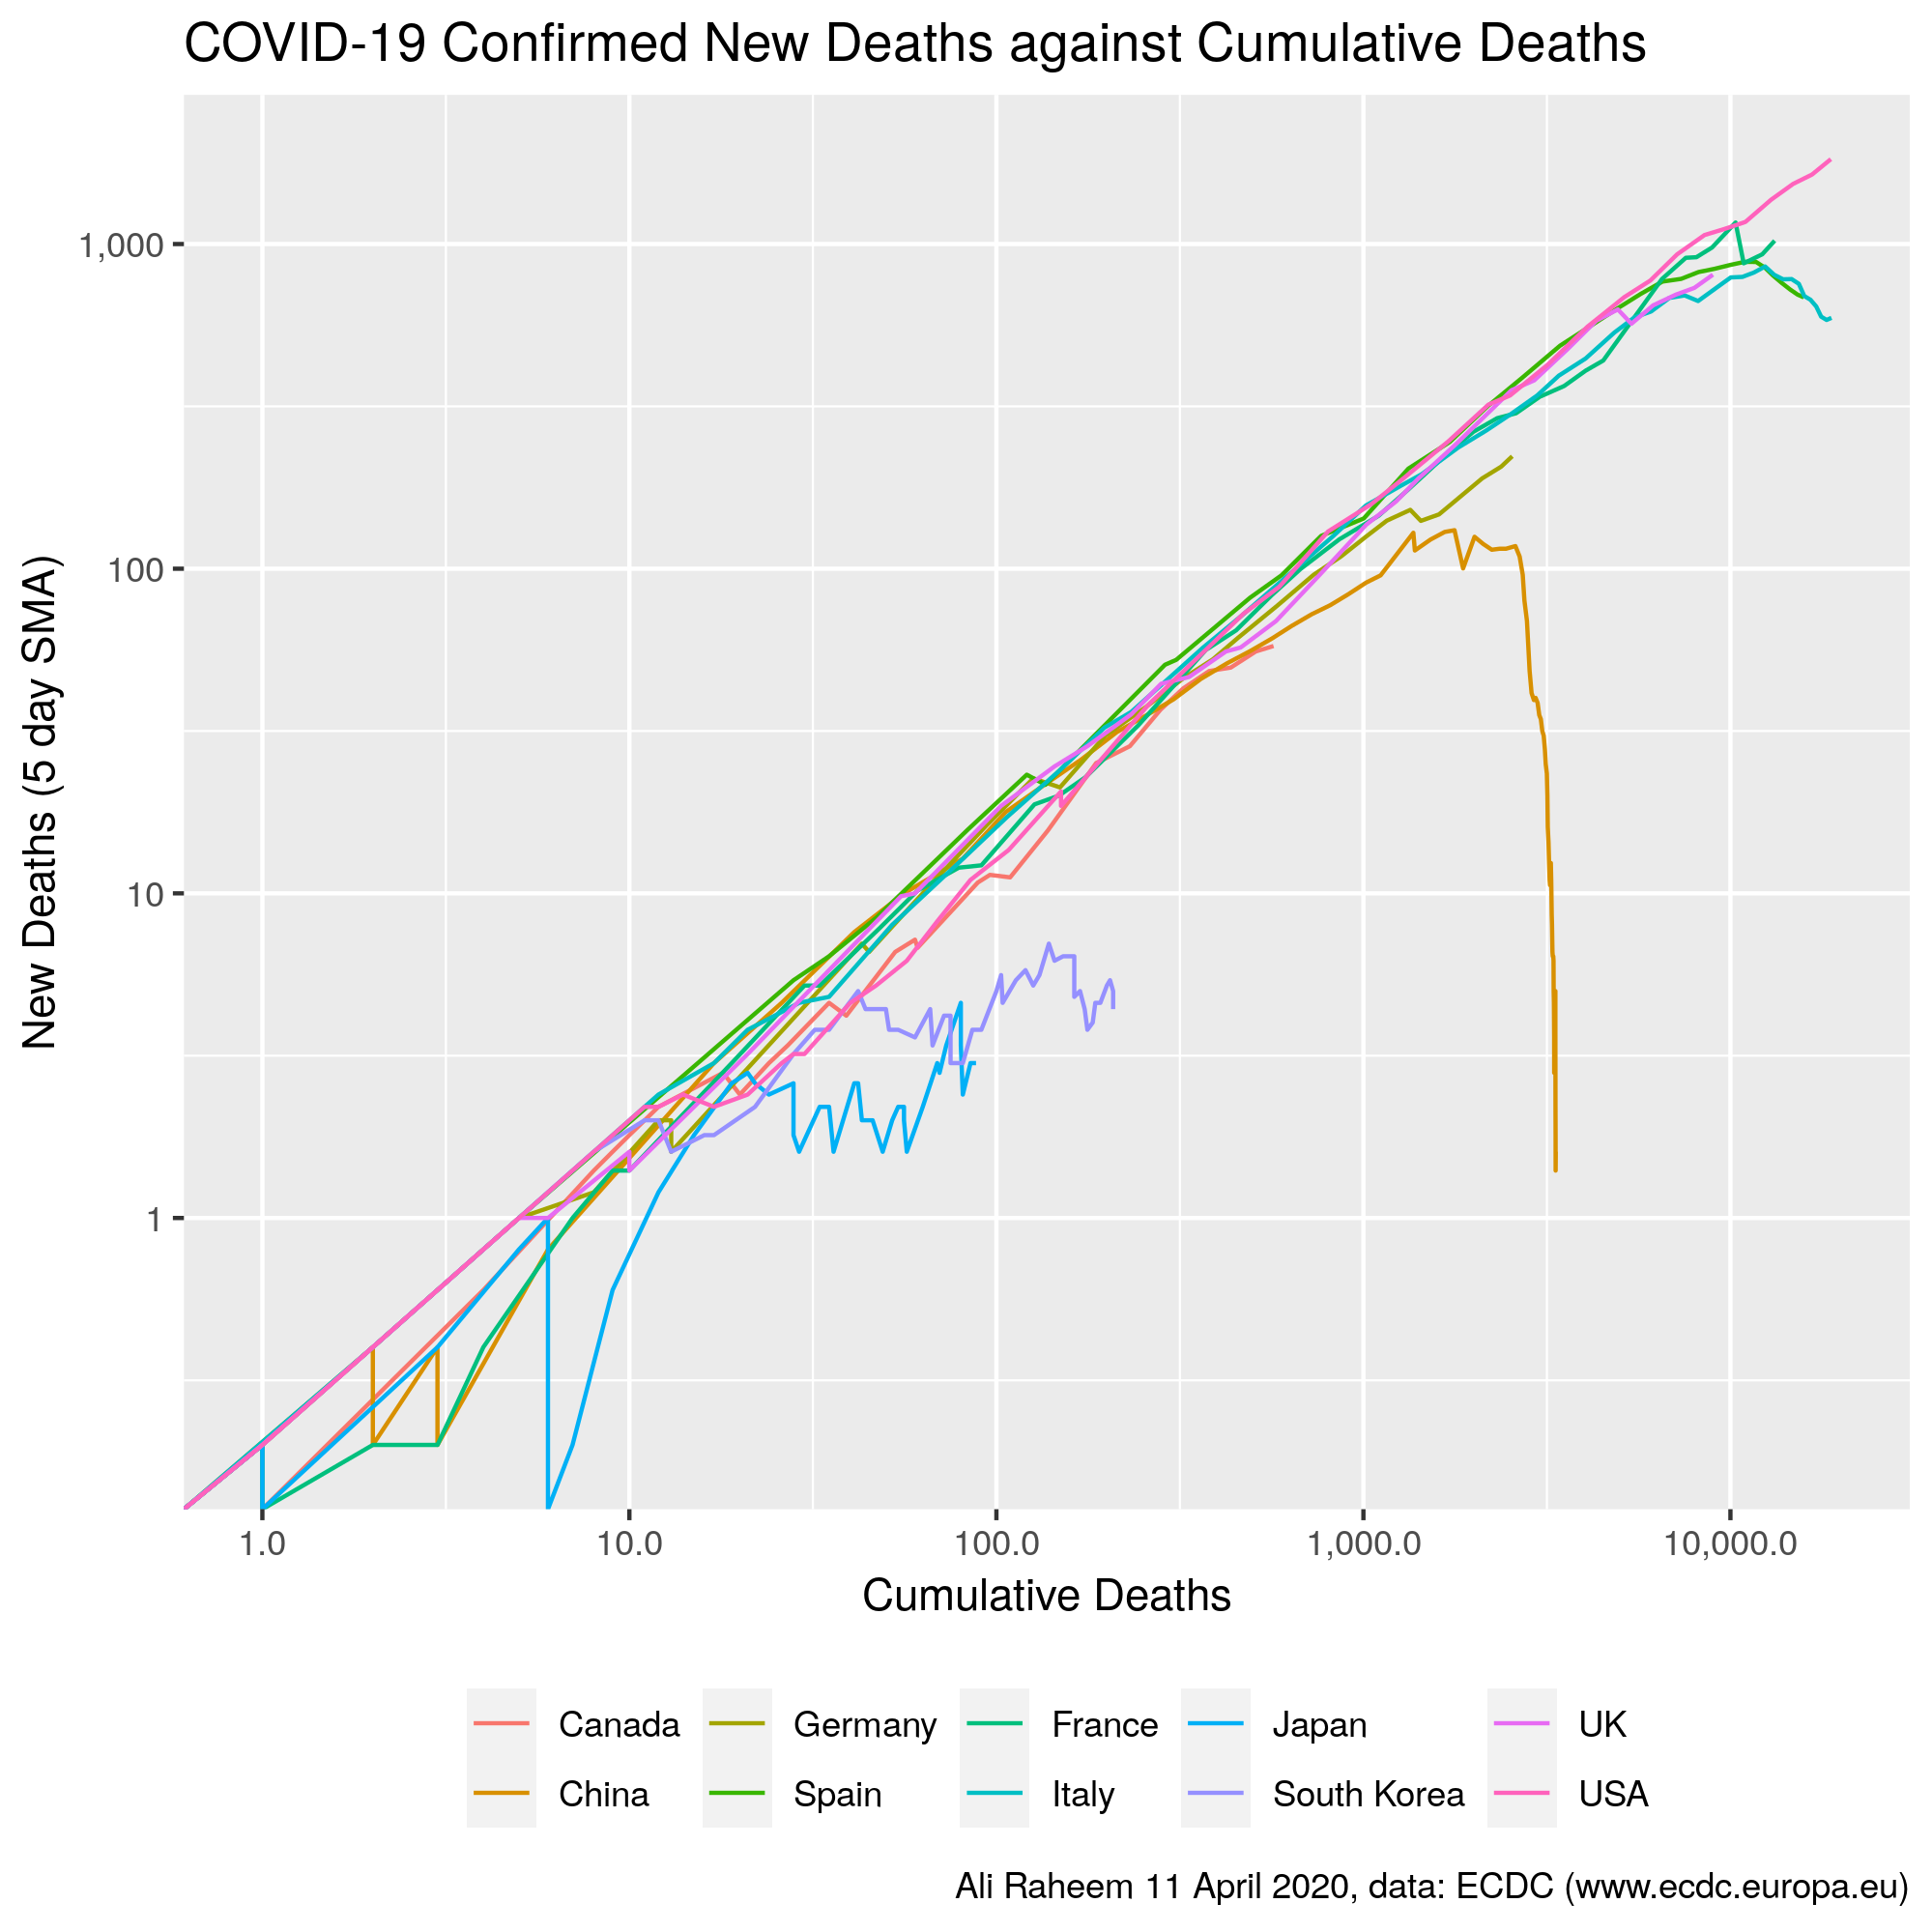 COVID-19 Confirmed New Deaths against Cumulative Deaths
New Deaths (5 day SMA)
1,000
100
10
1
1.0 10.0 100.0 1,000.0 10,000.0
Cumulative Deaths
Canada Germany France Japan UK
China Spain Italy South Korea USA
Ali Raheem 11 April 2020, data: ECDC (www.ecdc.europa.eu)